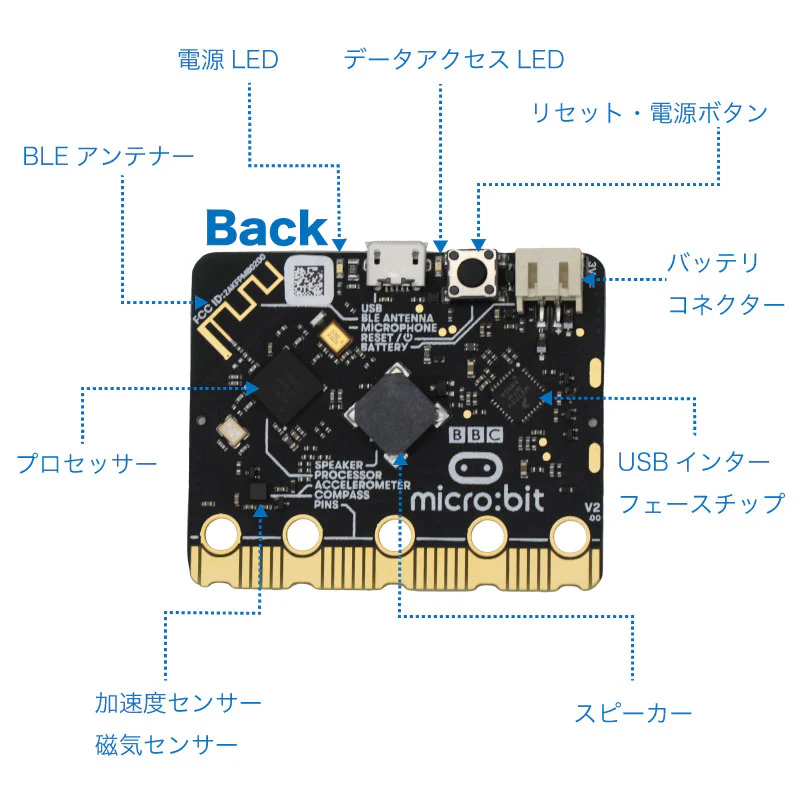 電源 LED
データアクセス LED
リセット・電源ボタン
BLE アンテナー
Back
バッテリ
コネクター
FCC ID:2AKFPMB0200
3V
USB
BLE ANTENNA
MICROPHONE
RESET /
BATTERY
プロセッサー
BBC
SPEAKER
PROCESSOR
ACCELEROMETER
COMPASS
PINS
micro:bit
V2
.00
USB インター
フェースチップ
加速度センサー
磁気センサー
スピーカー